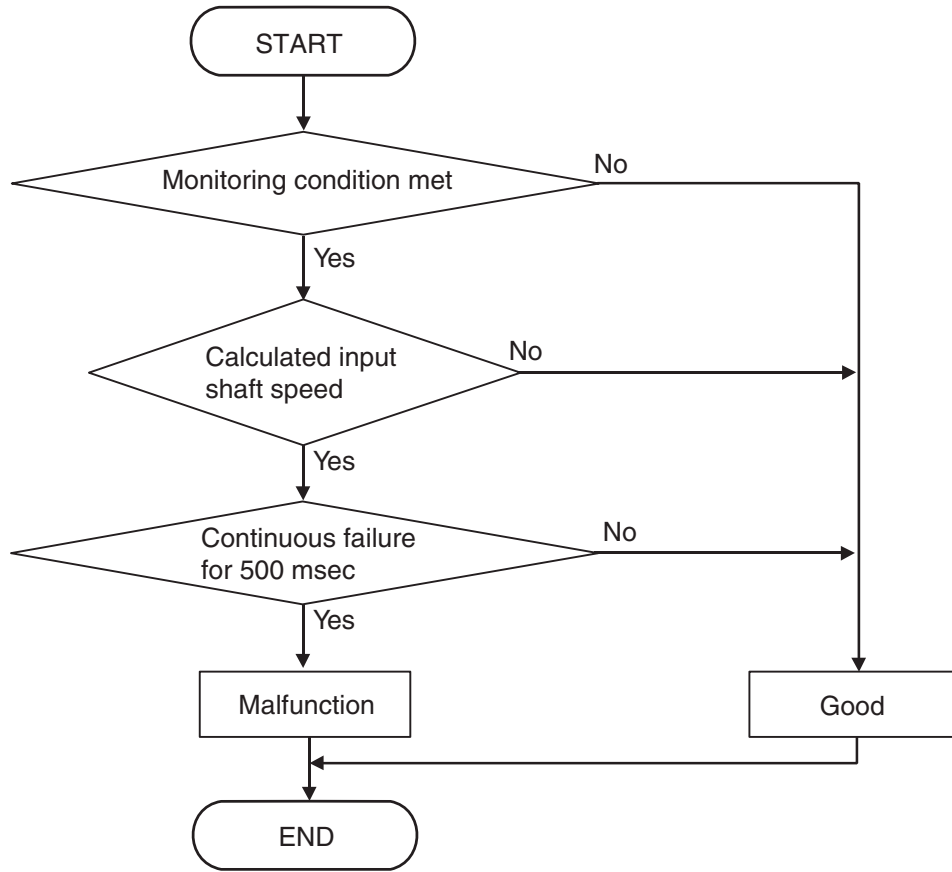 START
Monitoring condition met
No
Yes
Calculated input
shaft speed
No
Yes
Continuous failure
for 500 msec
No
Yes
Malfunction
Good
END